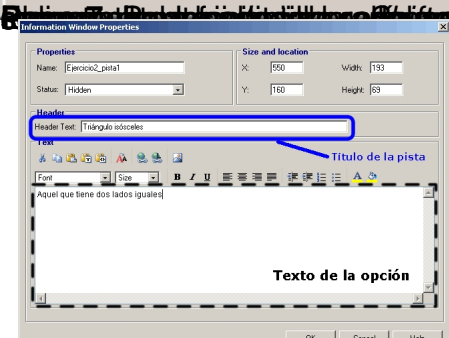 Information Window Properties
Properties
Name: Ejercicio2_pista1
Status: Hidden
Size and location
X: 550 Width: 193
Y: 160 Height: 69
Header
Header Text: Triángulo isósceles
Text
Título de la pista
Font Size B I U A
Aquel que tiene dos lados iguales
Texto de la opción
OK Cancel Help